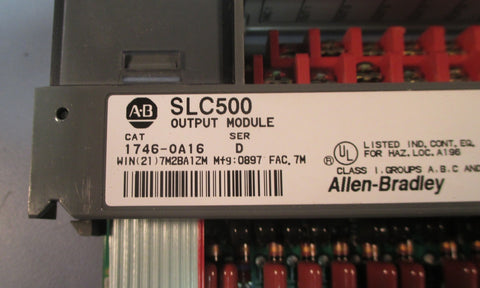 A-B SLC500
OUTPUT MODULE
CAT SER
1746-OA16 D
WIN(21)7M2BA1ZM Mf9:0897 FAC.7M
UL LISTED IND. CONT. EQ.
FOR HAZ. LOC. A196
CLASS I, GROUPS A, B, C AND
Allen-Bradley